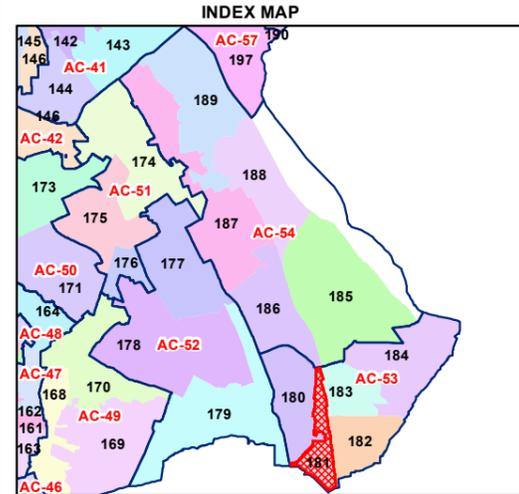 INDEX MAP
190
145
142
143
AC-57
146
AC-41
197
144
189
146
AC-42
174
188
173
AC-51
175
187
AC-54
176
177
AC-50
171
185
164
186
AC-48
178
AC-52
184
AC-47
170
AC-53
168
180
183
162
AC-49
179
161
169
182
163
181
AC-46